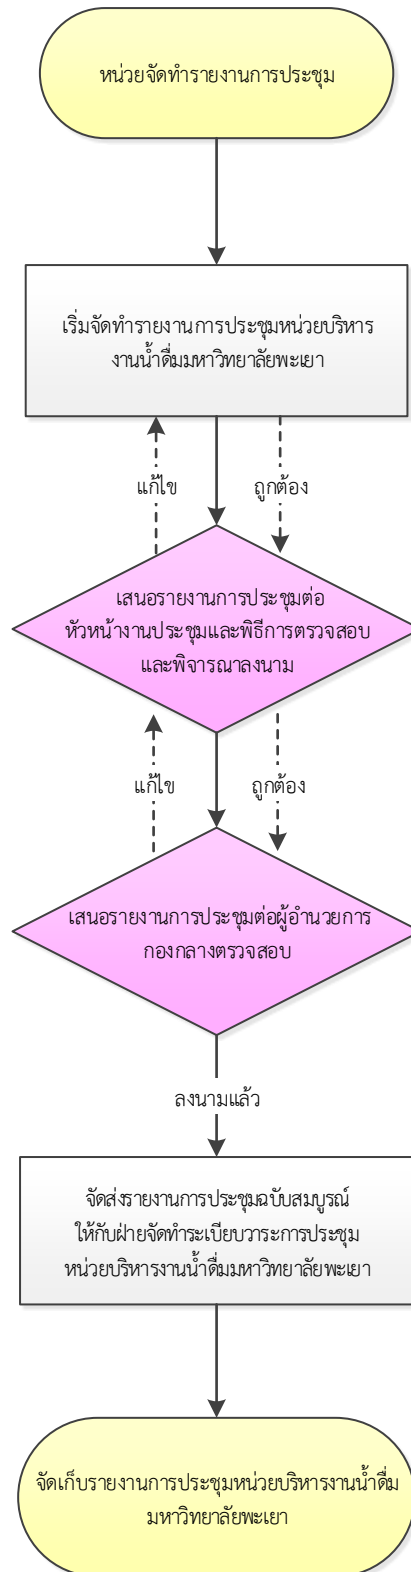 หน่วยจัดทำรายงานการประชุม
เริ่มจัดทำรายงานการประชุมหน่วยบริหาร
งานน้ำดื่มมหาวิทยาลัยพะเยา
แก้ไข
ถูกต้อง
เสนอรายงานการประชุมต่อ
หัวหน้างานประชุมและพิธีการตรวจสอบ
และพิจารณาลงนาม
แก้ไข
ถูกต้อง
เสนอรายงานการประชุมต่อผู้อำนวยการ
กองกลางตรวจสอบ
ลงนามแล้ว
จัดส่งรายงานการประชุมฉบับสมบูรณ์
ให้กับฝ่ายจัดทำระเบียบวาระการประชุม
หน่วยบริหารงานน้ำดื่มมหาวิทยาลัยพะเยา
จัดเก็บรายงานการประชุมหน่วยบริหารงานน้ำดื่ม
มหาวิทยาลัยพะเยา